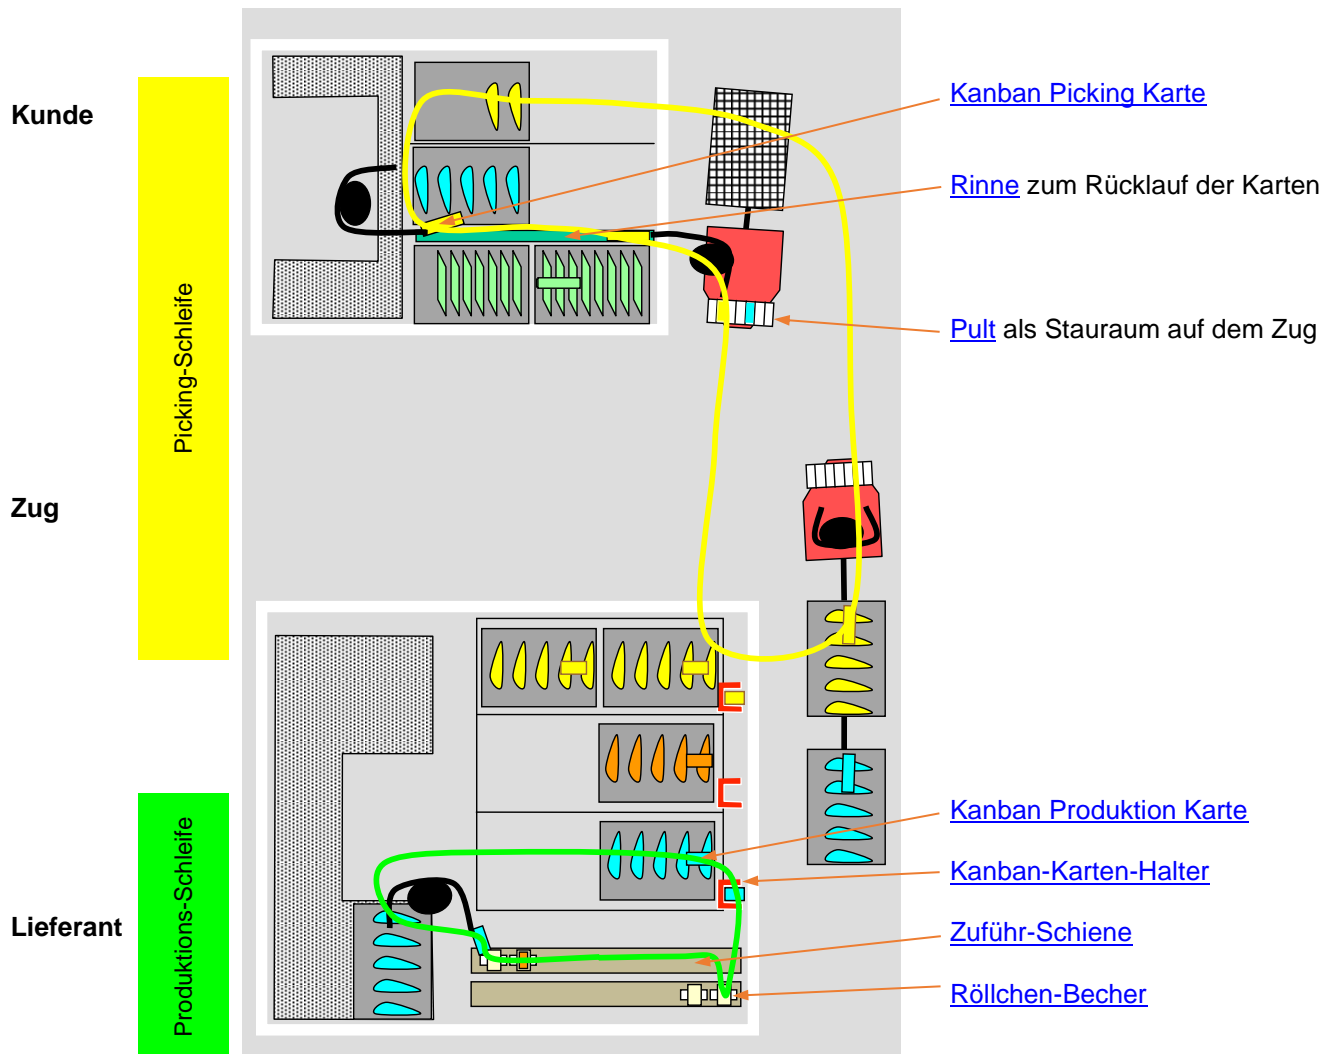 Kunde
Picking-Schleife
Zug
Produktions-Schleife
Lieferant
Kanban Picking Karte
Rinne zum Rücklauf der Karten
Pult als Stauraum auf dem Zug
Kanban Produktion Karte
Kanban-Karten-Halter
Zuführ-Schiene
Röllchen-Becher